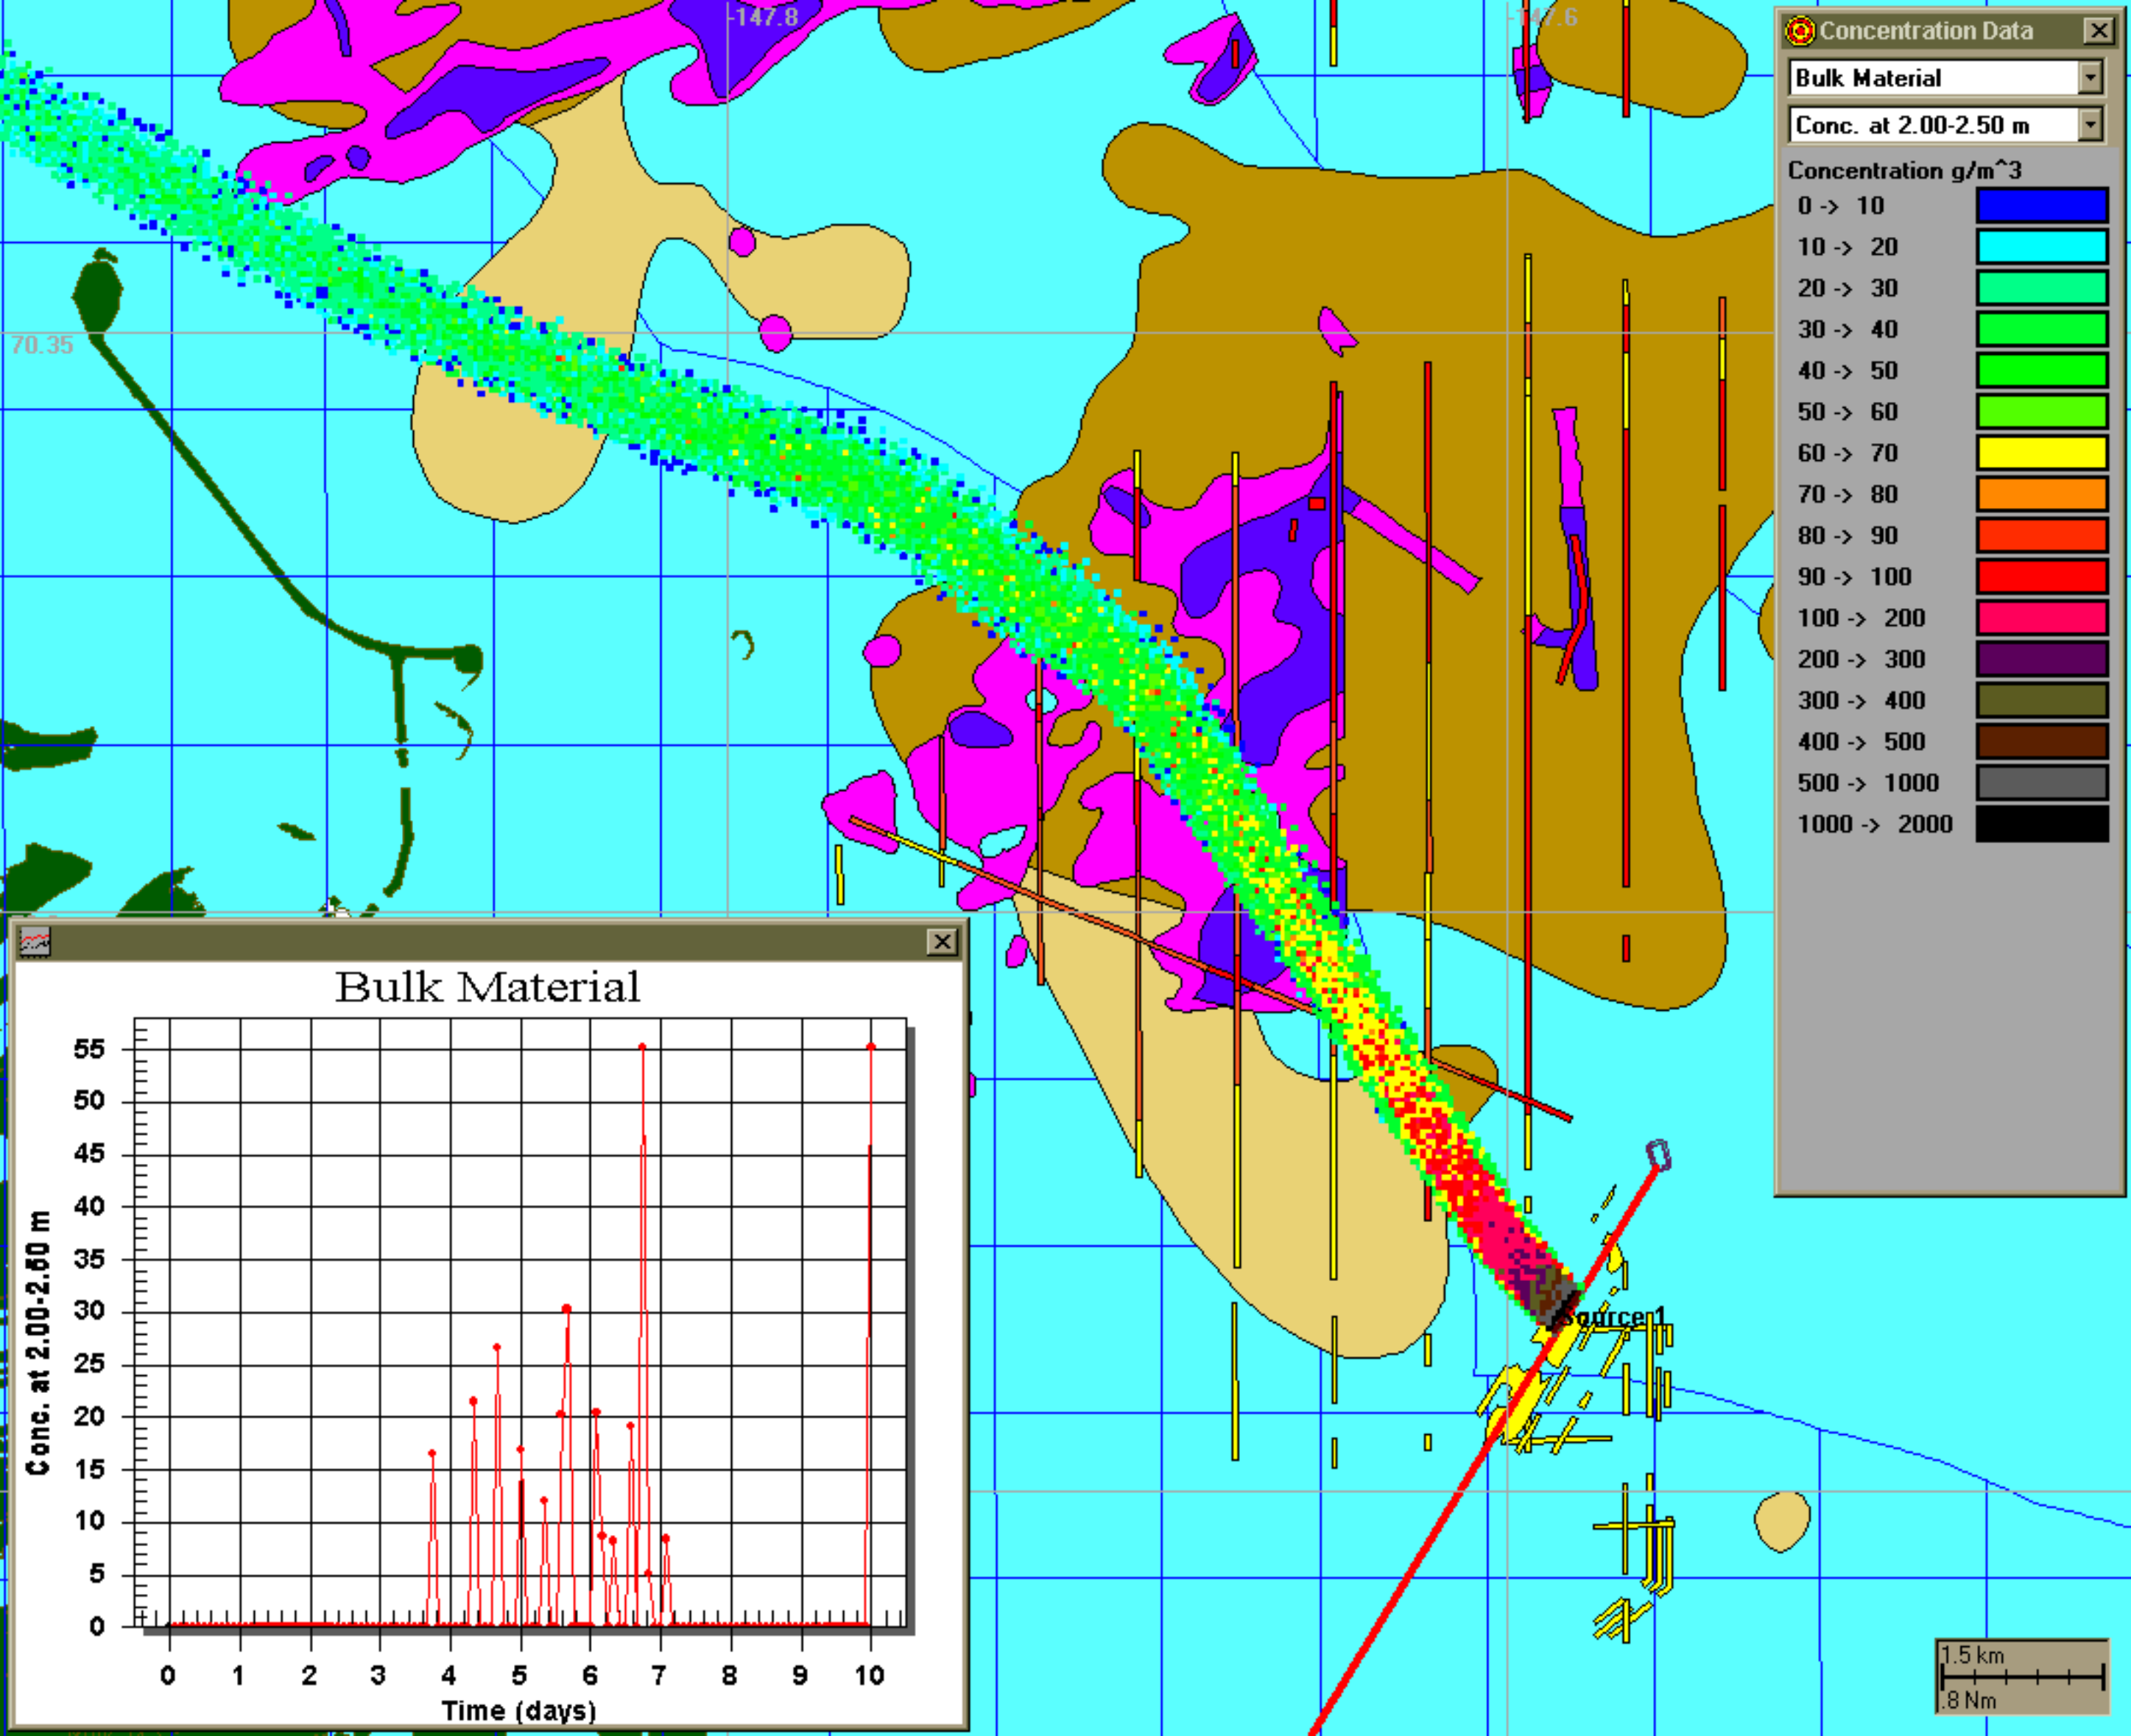 -147.8
-147.6
70.35
Concentration Data
Bulk Material
Conc. at 2.00-2.50 m
Concentration g/m^3
0 -> 10
10 -> 20
20 -> 30
30 -> 40
40 -> 50
50 -> 60
60 -> 70
70 -> 80
80 -> 90
90 -> 100
100 -> 200
200 -> 300
300 -> 400
400 -> 500
500 -> 1000
1000 -> 2000
Source 1
Bulk Material
Conc. at 2.00-2.50 m
55
50
45
40
35
30
25
20
15
10
5
0
0 1 2 3 4 5 6 7 8 9 10
Time (days)
1.5 km
.8 Nm